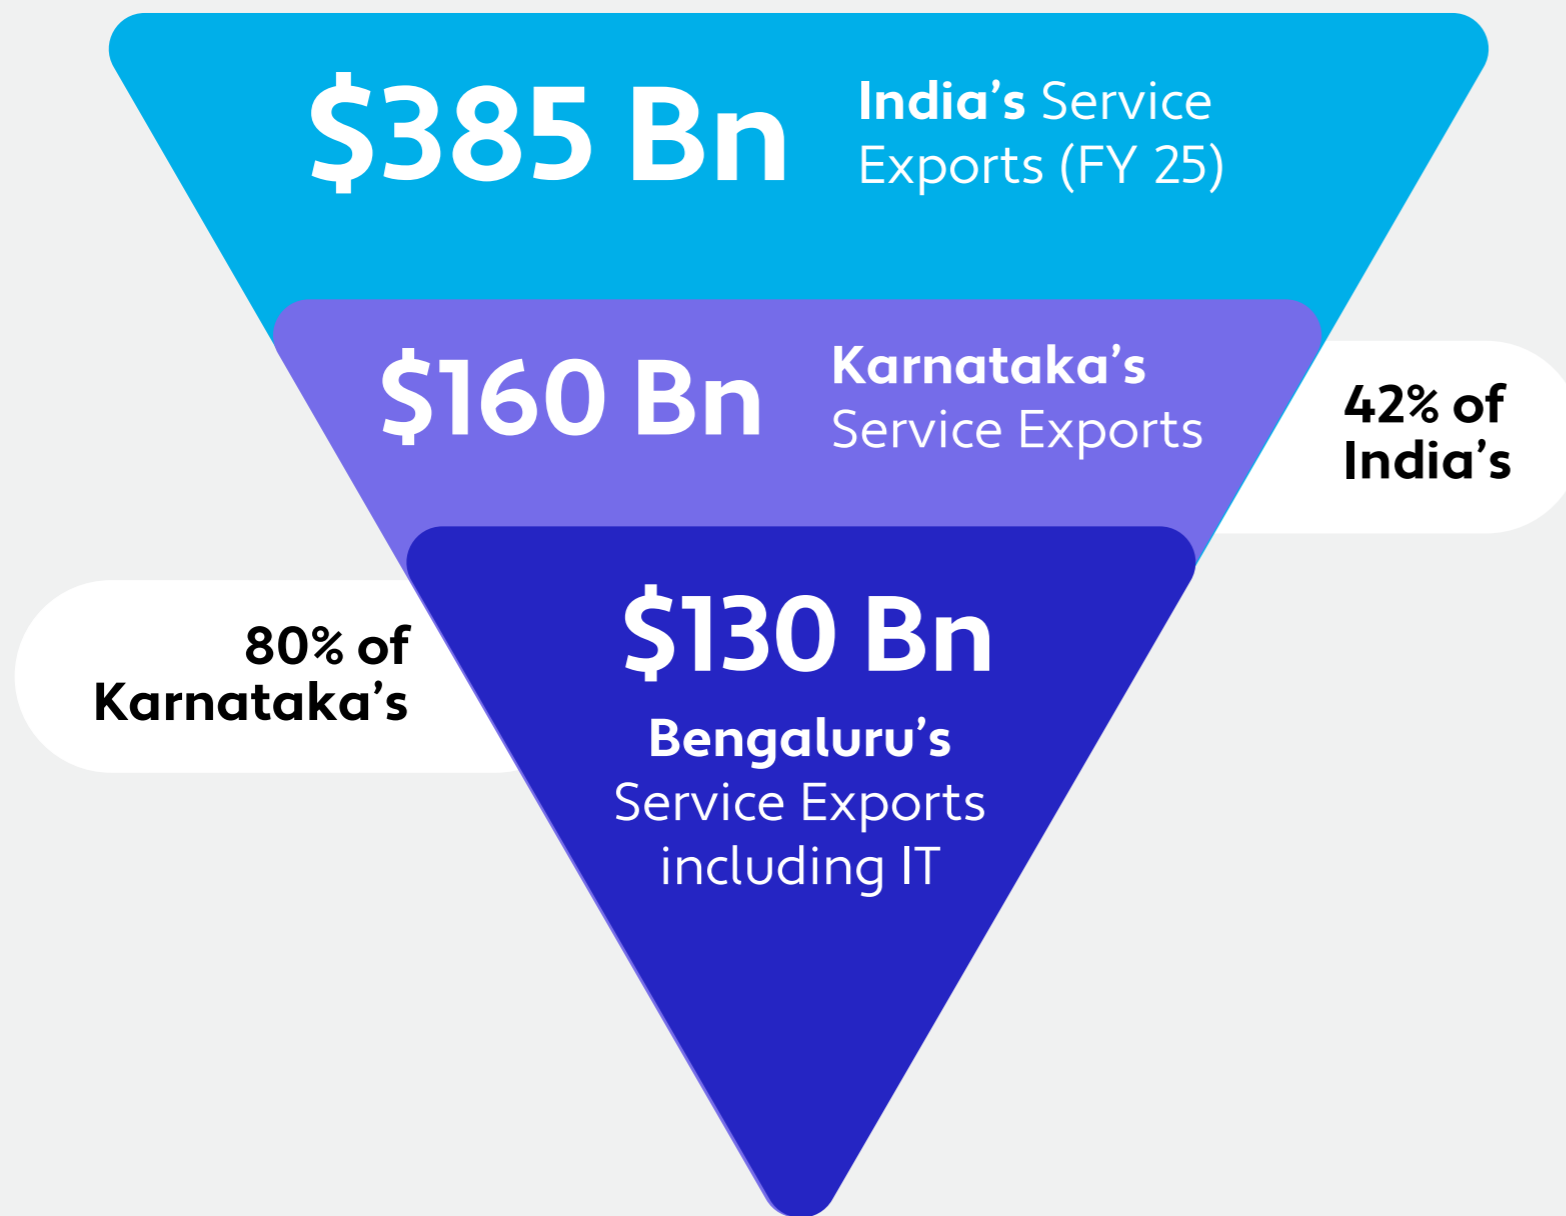 $385 Bn
India’s Service
Exports (FY 25)
$160 Bn
Karnataka’s
Service Exports
42% of
India’s
80% of
Karnataka’s
$130 Bn
Bengaluru’s
Service Exports
including IT